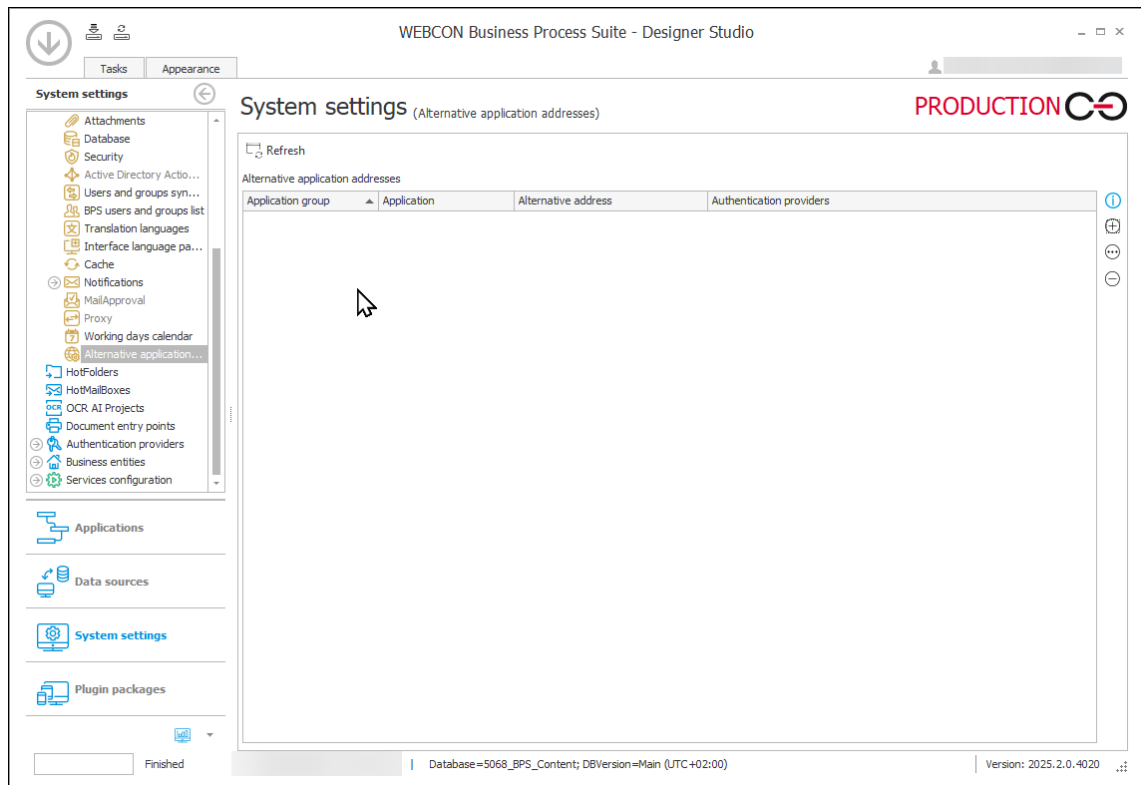 WEBCON Business Process Suite - Designer Studio
Tasks
Appearance
System settings
Attachments
Database
Security
Active Directory Actio...
Users and groups syn...
BPS users and groups list
Translation languages
Interface language pa...
Cache
Notifications
MailApproval
Proxy
7 Working days calendar
Alternative application...
HotFolders
HotMailBoxes
OCR OCR AI Projects
Document entry points
Authentication providers
Business entities
Services configuration
Applications
Data sources
System settings
Plugin packages
System settings (Alternative application addresses)
PRODUCTION
Refresh
Alternative application addresses
Application group
Application
Alternative address
Authentication providers
Finished
Database=5068_BPS_Content; DBVersion=Main (UTC+02:00)
Version: 2025.2.0.4020